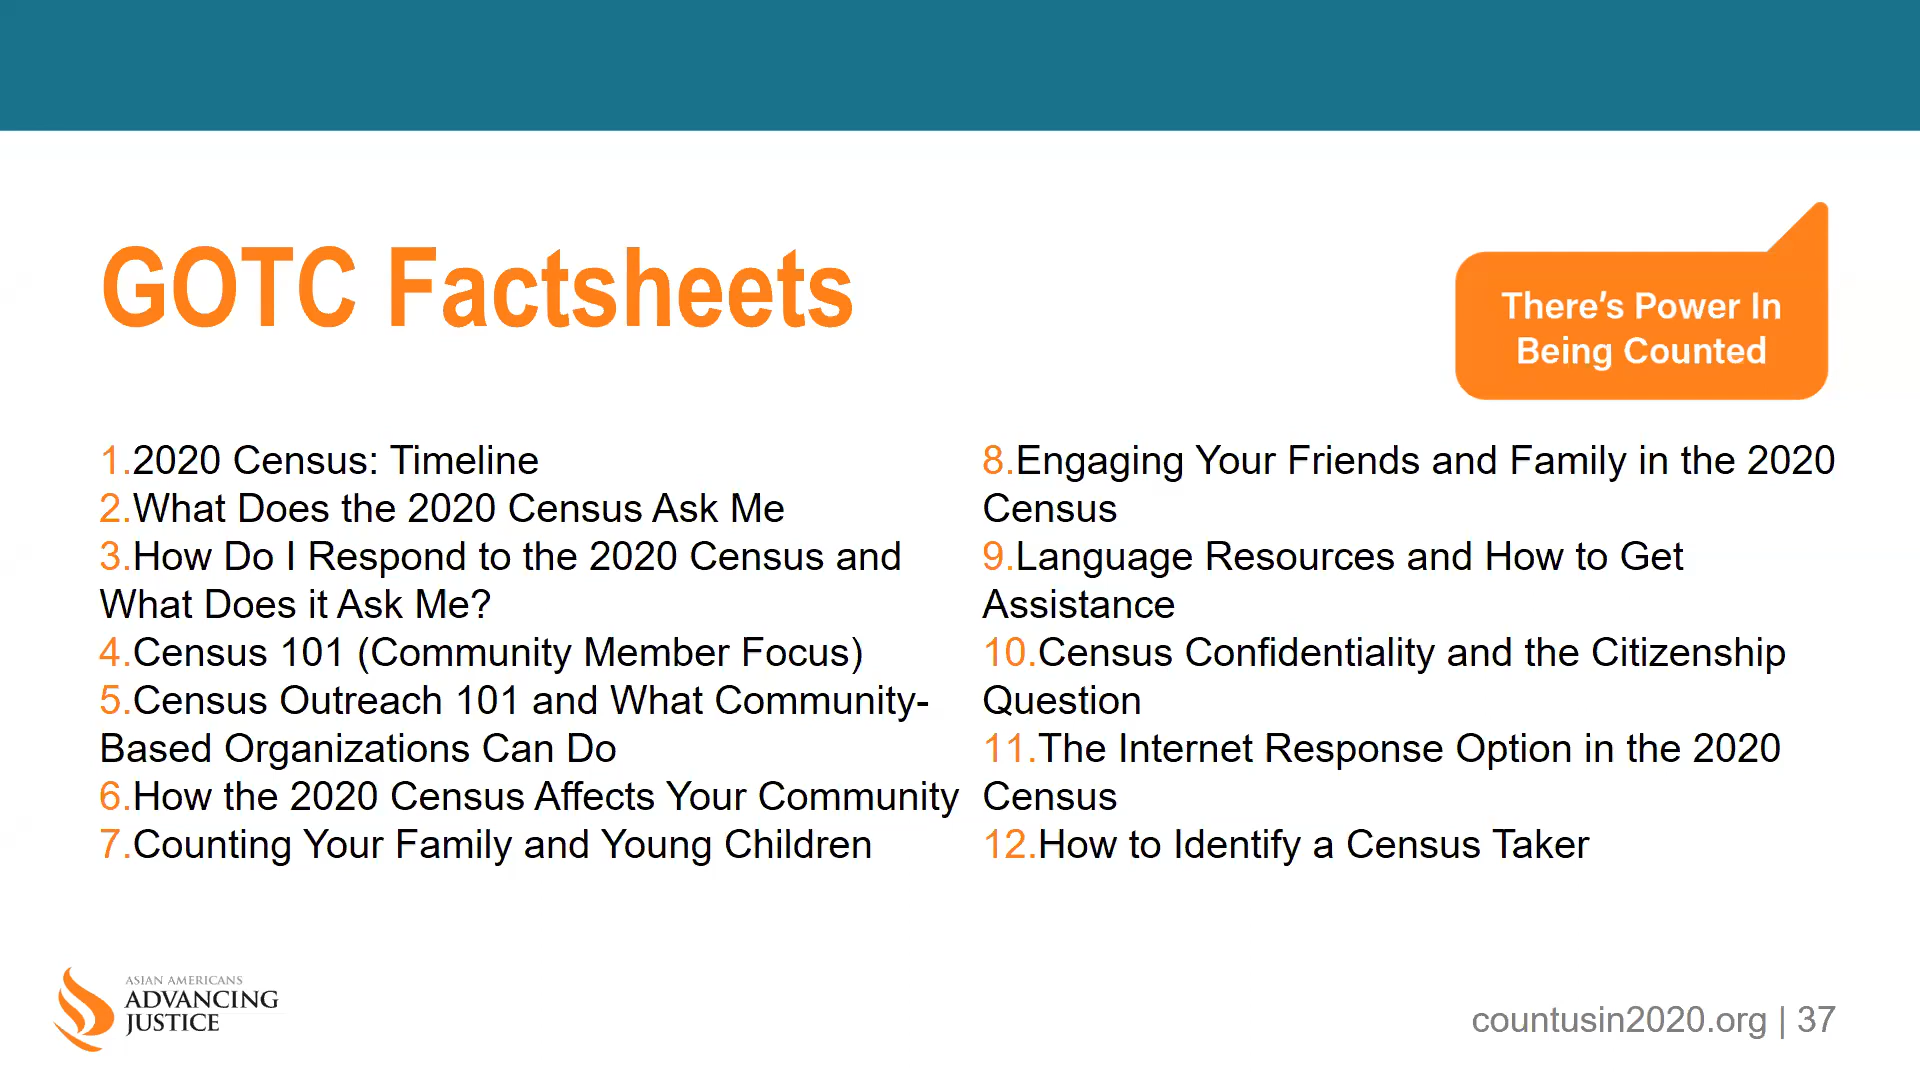 GOTC Factsheets
There's Power In
Being Counted
1.2020 Census: Timeline
2.What Does the 2020 Census Ask Me
3.How Do I Respond to the 2020 Census and
What Does it Ask Me?
4.Census 101 (Community Member Focus)
5.Census Outreach 101 and What Community-
Based Organizations Can Do
6.How the 2020 Census Affects Your Community
7.Counting Your Family and Young Children
8.Engaging Your Friends and Family in the 2020
Census
9.Language Resources and How to Get
Assistance
10.Census Confidentiality and the Citizenship
Question
11.The Internet Response Option in the 2020
Census
12.How to Identify a Census Taker
ASIAN AMERICANS
ADVANCING
JUSTICE
countusin2020.org | 37